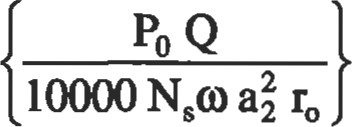 { P₀ Q / 10000 Nₛ ω a₂² rₒ }